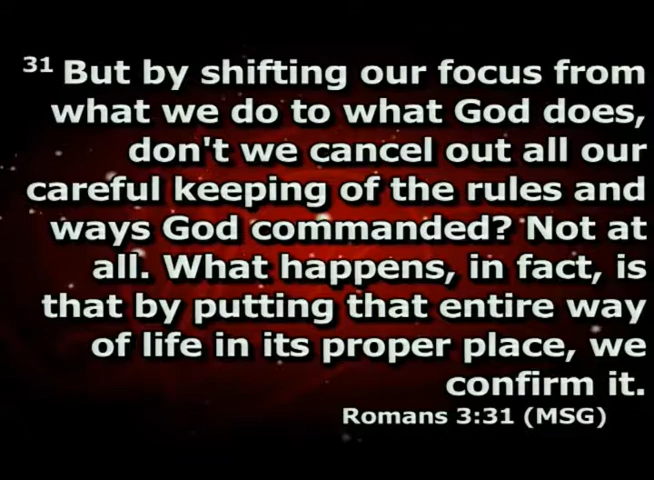 31 But by shifting our focus from
what we do to what God does,
don't we cancel out all our
careful keeping of the rules and
ways God commanded? Not at
all. What happens, in fact, is
that by putting that entire way
of life in its proper place, we
confirm it.
Romans 3:31 (MSG)